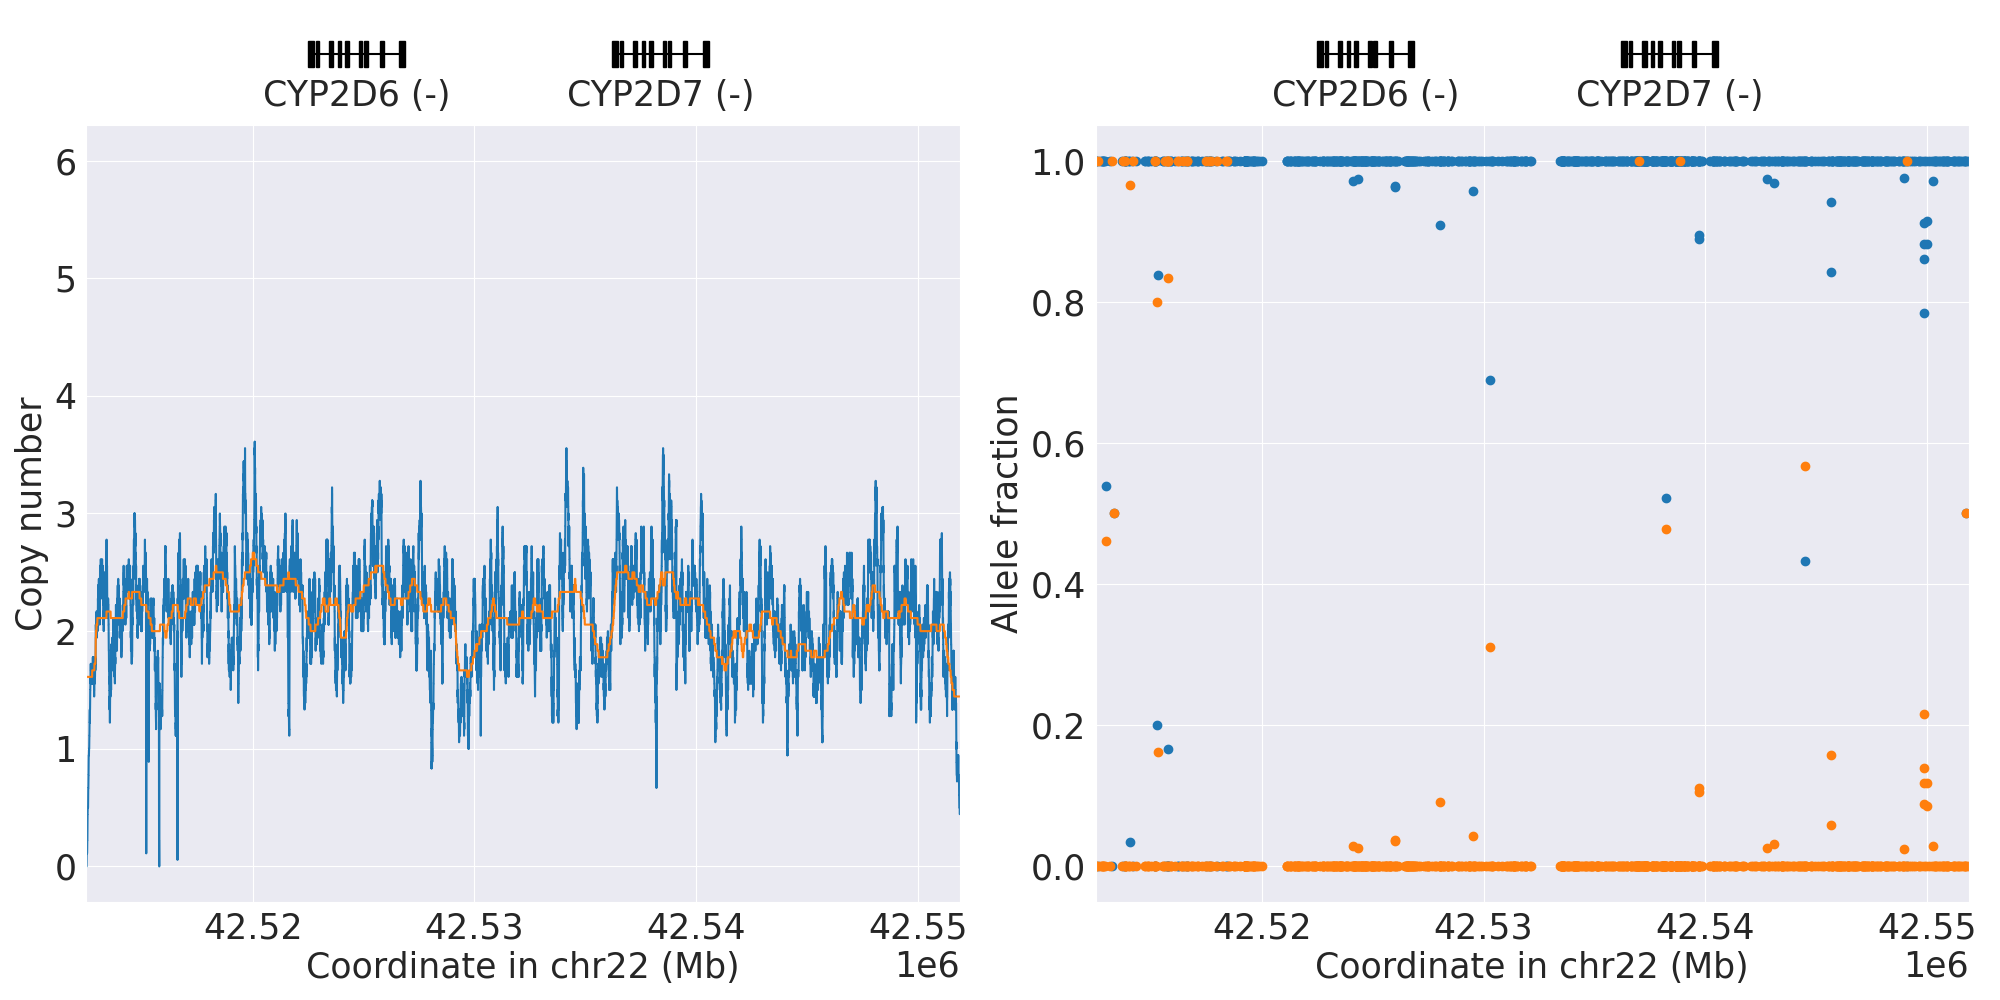 CYP2D6 (-) CYP2D7 (-)
6
5
4
3
2
1
0
Copy number
42.52 42.53 42.54 42.55
Coordinate in chr22 (Mb) 1e6
CYP2D6 (-) CYP2D7 (-)
1.0
0.8
0.6
0.4
0.2
0.0
Allele fraction
42.52 42.53 42.54 42.55
Coordinate in chr22 (Mb) 1e6